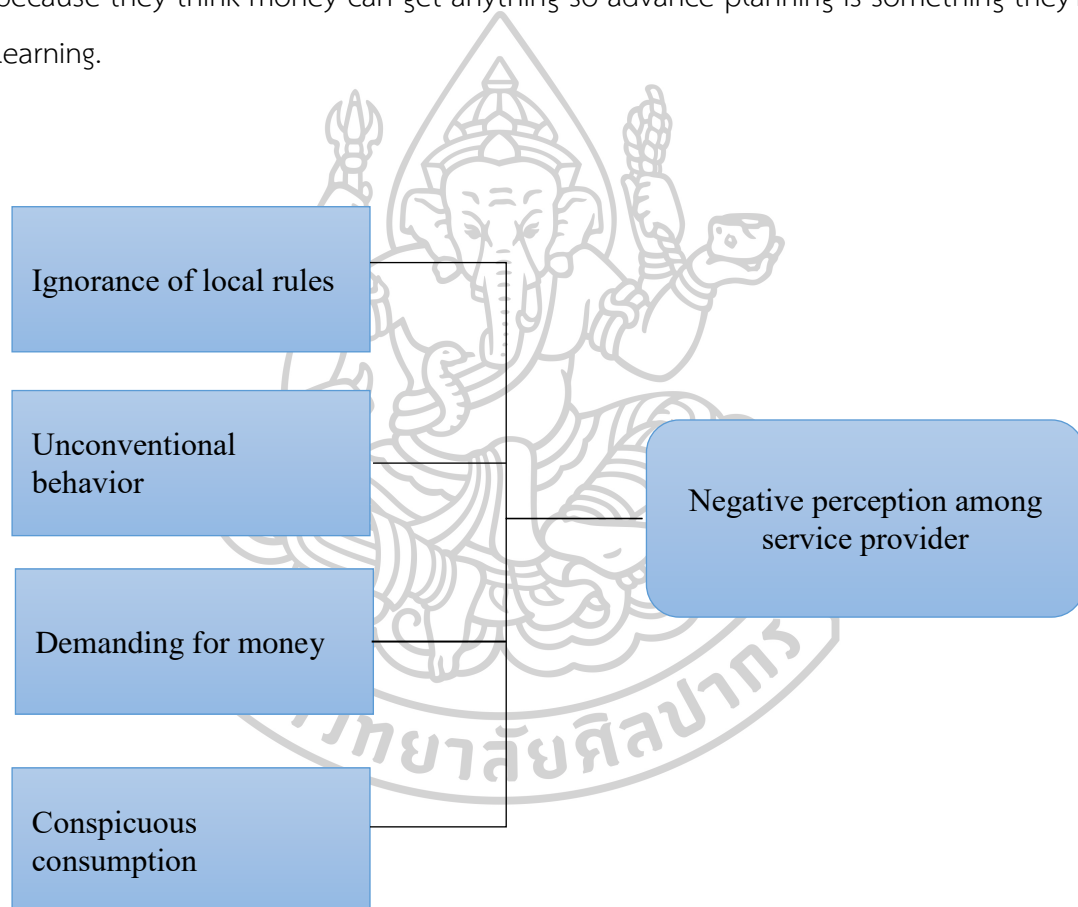 because they think money can get anything so advance planning is something they
Learning.
Ignorance of local rules
Unconventional
behavior
Negative perception among
service provider
Demanding for money
Conspicuous
consumption
วิทยาลัยศิลปากร